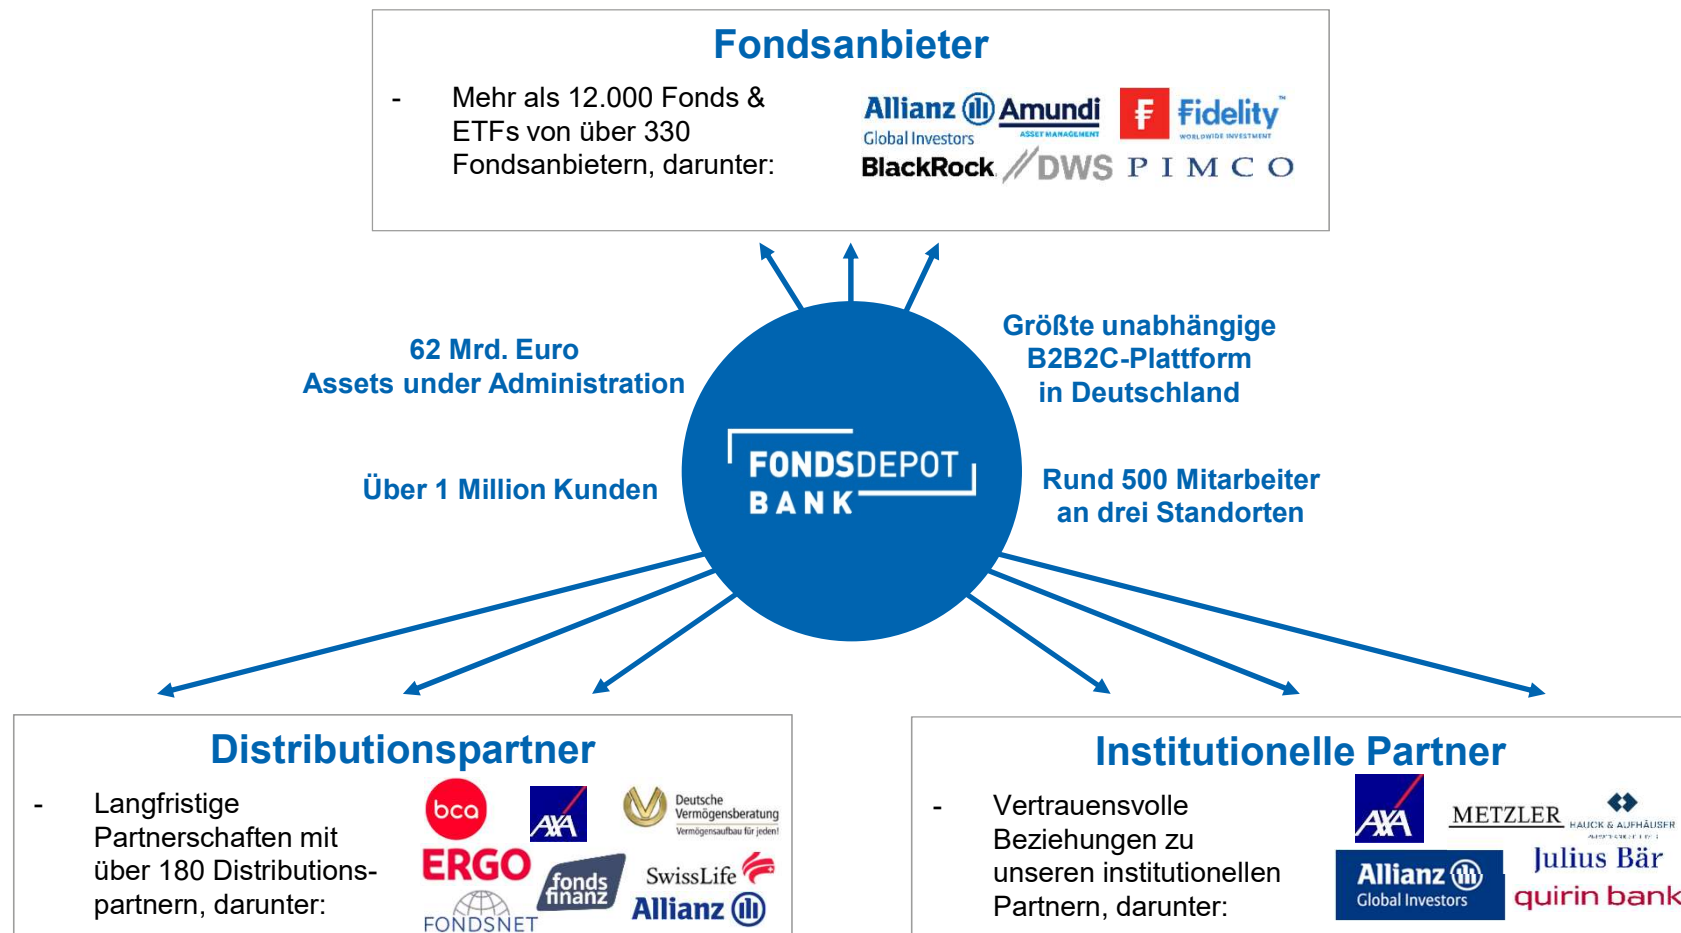 Fondsanbieter
- Mehr als 12.000 Fonds &
ETFs von über 330
Fondsanbietern, darunter:
Allianz
Global Investors
Amundi
ASSET MANAGEMENT
Fidelity™
WORLDWIDE INVESTMENT
BlackRock
DWS
PIMCO
62 Mrd. Euro
Assets under Administration
Größte unabhängige
B2B2C-Plattform
in Deutschland
Über 1 Million Kunden
FONDSDEPOT
BANK
Rund 500 Mitarbeiter
an drei Standorten
Distributionspartner
- Langfristige
Partnerschaften mit
über 180 Distributions-
partnern, darunter:
bca
AXA
Deutsche
Vermögensberatung
Vermögensaufbau für jeden!
ERGO
fonds
finanz
SwissLife
FONDSNET
Allianz
Institutionelle Partner
- Vertrauensvolle
Beziehungen zu
unseren institutionellen
Partnern, darunter:
AXA
METZLER
HAUCK & AUFHÄUSER
Allianz
Global Investors
Julius Bär
quirin bank